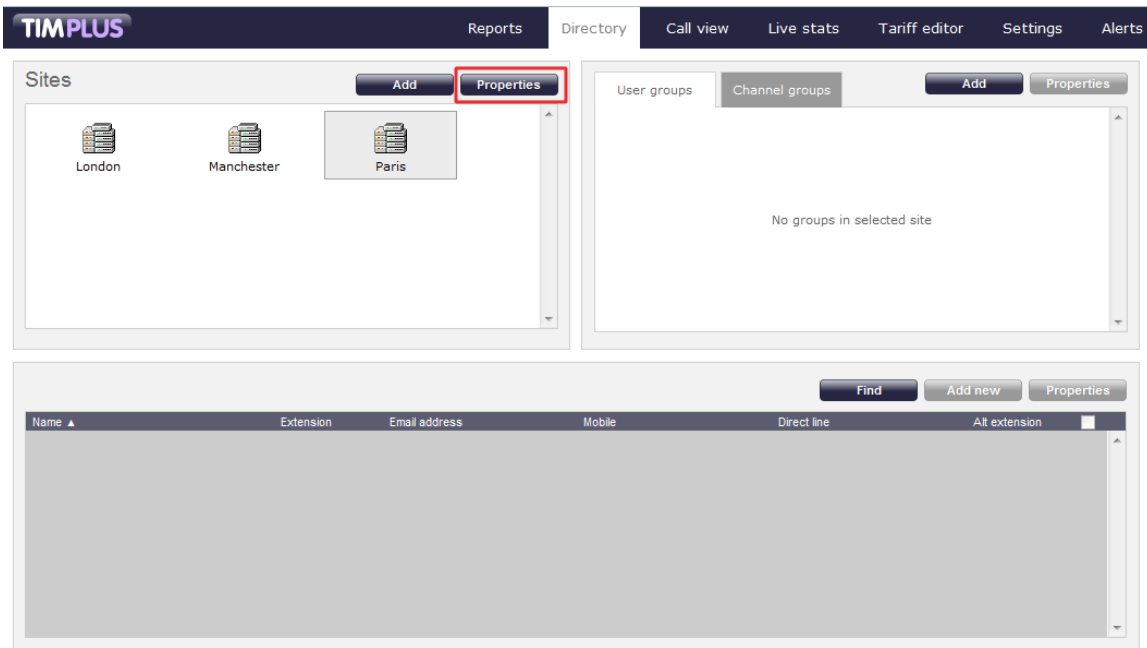 TIMPLUS Reports Directory Call view Live stats Tariff editor Settings Alerts
Sites Add Properties
London Manchester Paris
User groups Channel groups Add Properties
No groups in selected site
Find Add new Properties
Name ▲ Extension Email address Mobile Direct line Alt extension